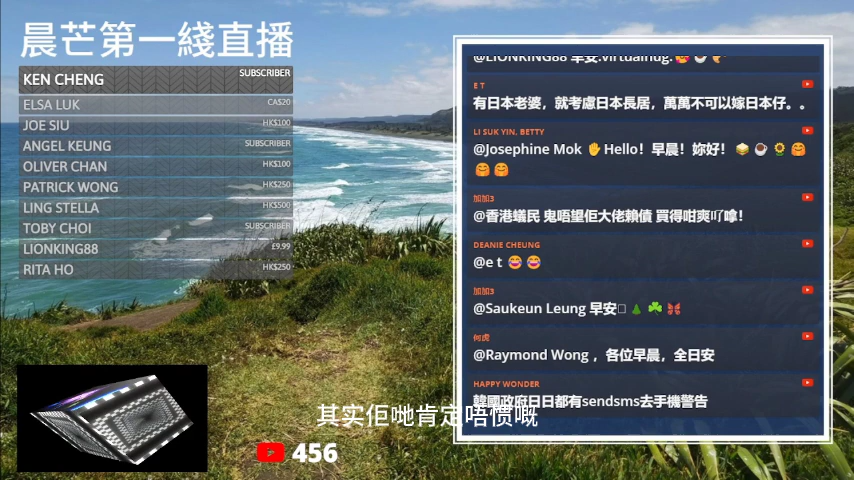 晨芒第一綫直播
KEN CHENG SUBSCRIBER
ELSA LUK CA$20
JOE SIU HK$100
ANGEL KEUNG SUBSCRIBER
OLIVER CHAN HK$100
PATRICK WONG HK$250
LING STELLA HK$500
TOBY CHOI SUBSCRIBER
LIONKING88 £9.99
RITA HO HK$250
@LIONKING88 早安:virtualhug:
E T
有日本老婆，就考慮日本長居，萬萬不可以嫁日本仔。。
LI SUK YIN, BETTY
@Josephine Mok ✋ Hello！早晨！妳好！
加加3
@香港蟻民 鬼唔望佢大佬賴債 買得咁爽吖嗱!
DEANIE CHEUNG
@e t 😂 😂
加加3
@Saukeun Leung 早安
何虎
@Raymond Wong ，各位早晨，全日安
HAPPY WONDER
韓國政府日日都有sendsms去手機警告
其实佢哋肯定唔惯嘅
456